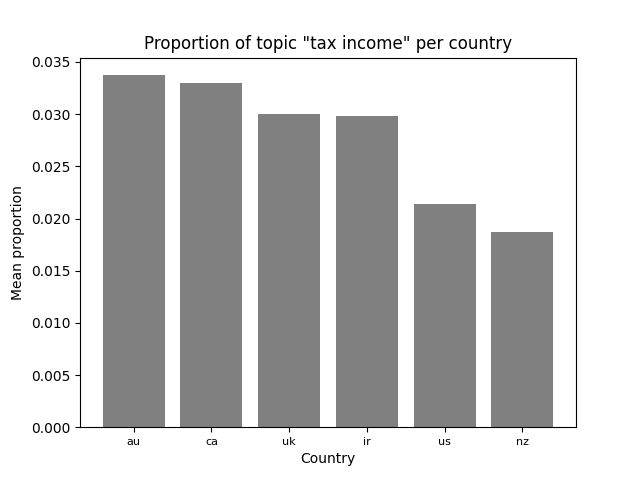 Proportion of topic "tax income" per country
0.035
0.030
0.025
0.020
0.015
0.010
0.005
0.000
Mean proportion
au ca uk ir us nz
Country